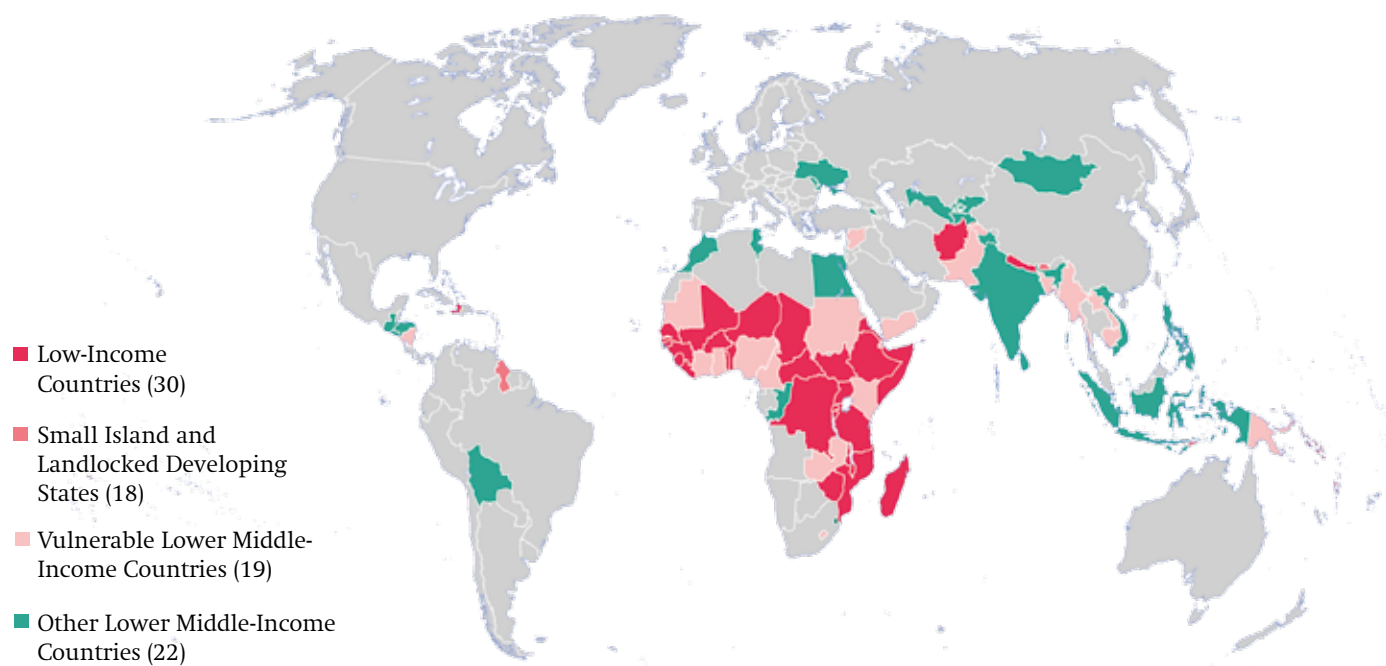 Low-Income
Countries (30)
Small Island and
Landlocked Developing
States (18)
Vulnerable Lower Middle-
Income Countries (19)
Other Lower Middle-Income
Countries (22)